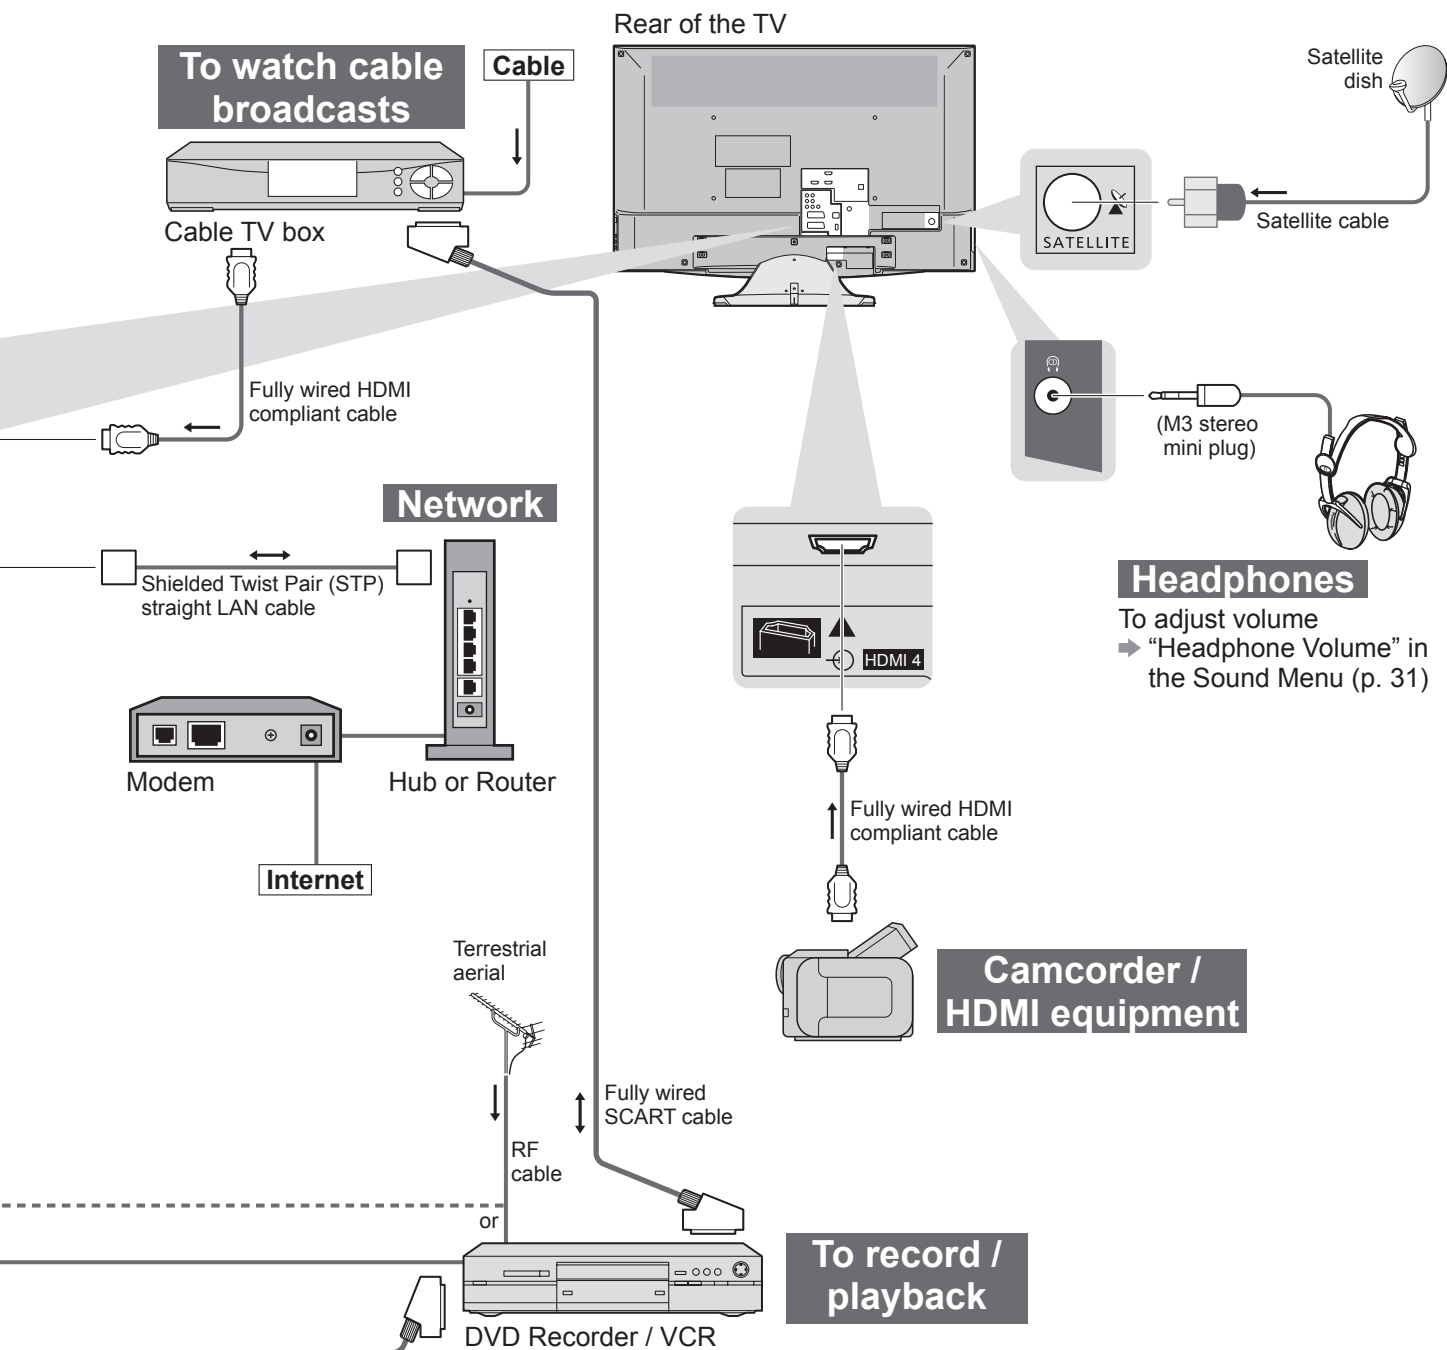 Rear of the TV
To watch cable
broadcasts
Cable
Cable TV box
Satellite
dish
SATELLITE
Satellite cable
Fully wired HDMI
compliant cable
(M3 stereo
mini plug)
Headphones
To adjust volume
“Headphone Volume” in
the Sound Menu (p. 31)
Network
Shielded Twist Pair (STP)
straight LAN cable
Modem
Hub or Router
Internet
HDMI 4
Fully wired HDMI
compliant cable
Camcorder /
HDMI equipment
Terrestrial
aerial
RF
cable
or
Fully wired
SCART cable
To record /
playback
DVD Recorder / VCR